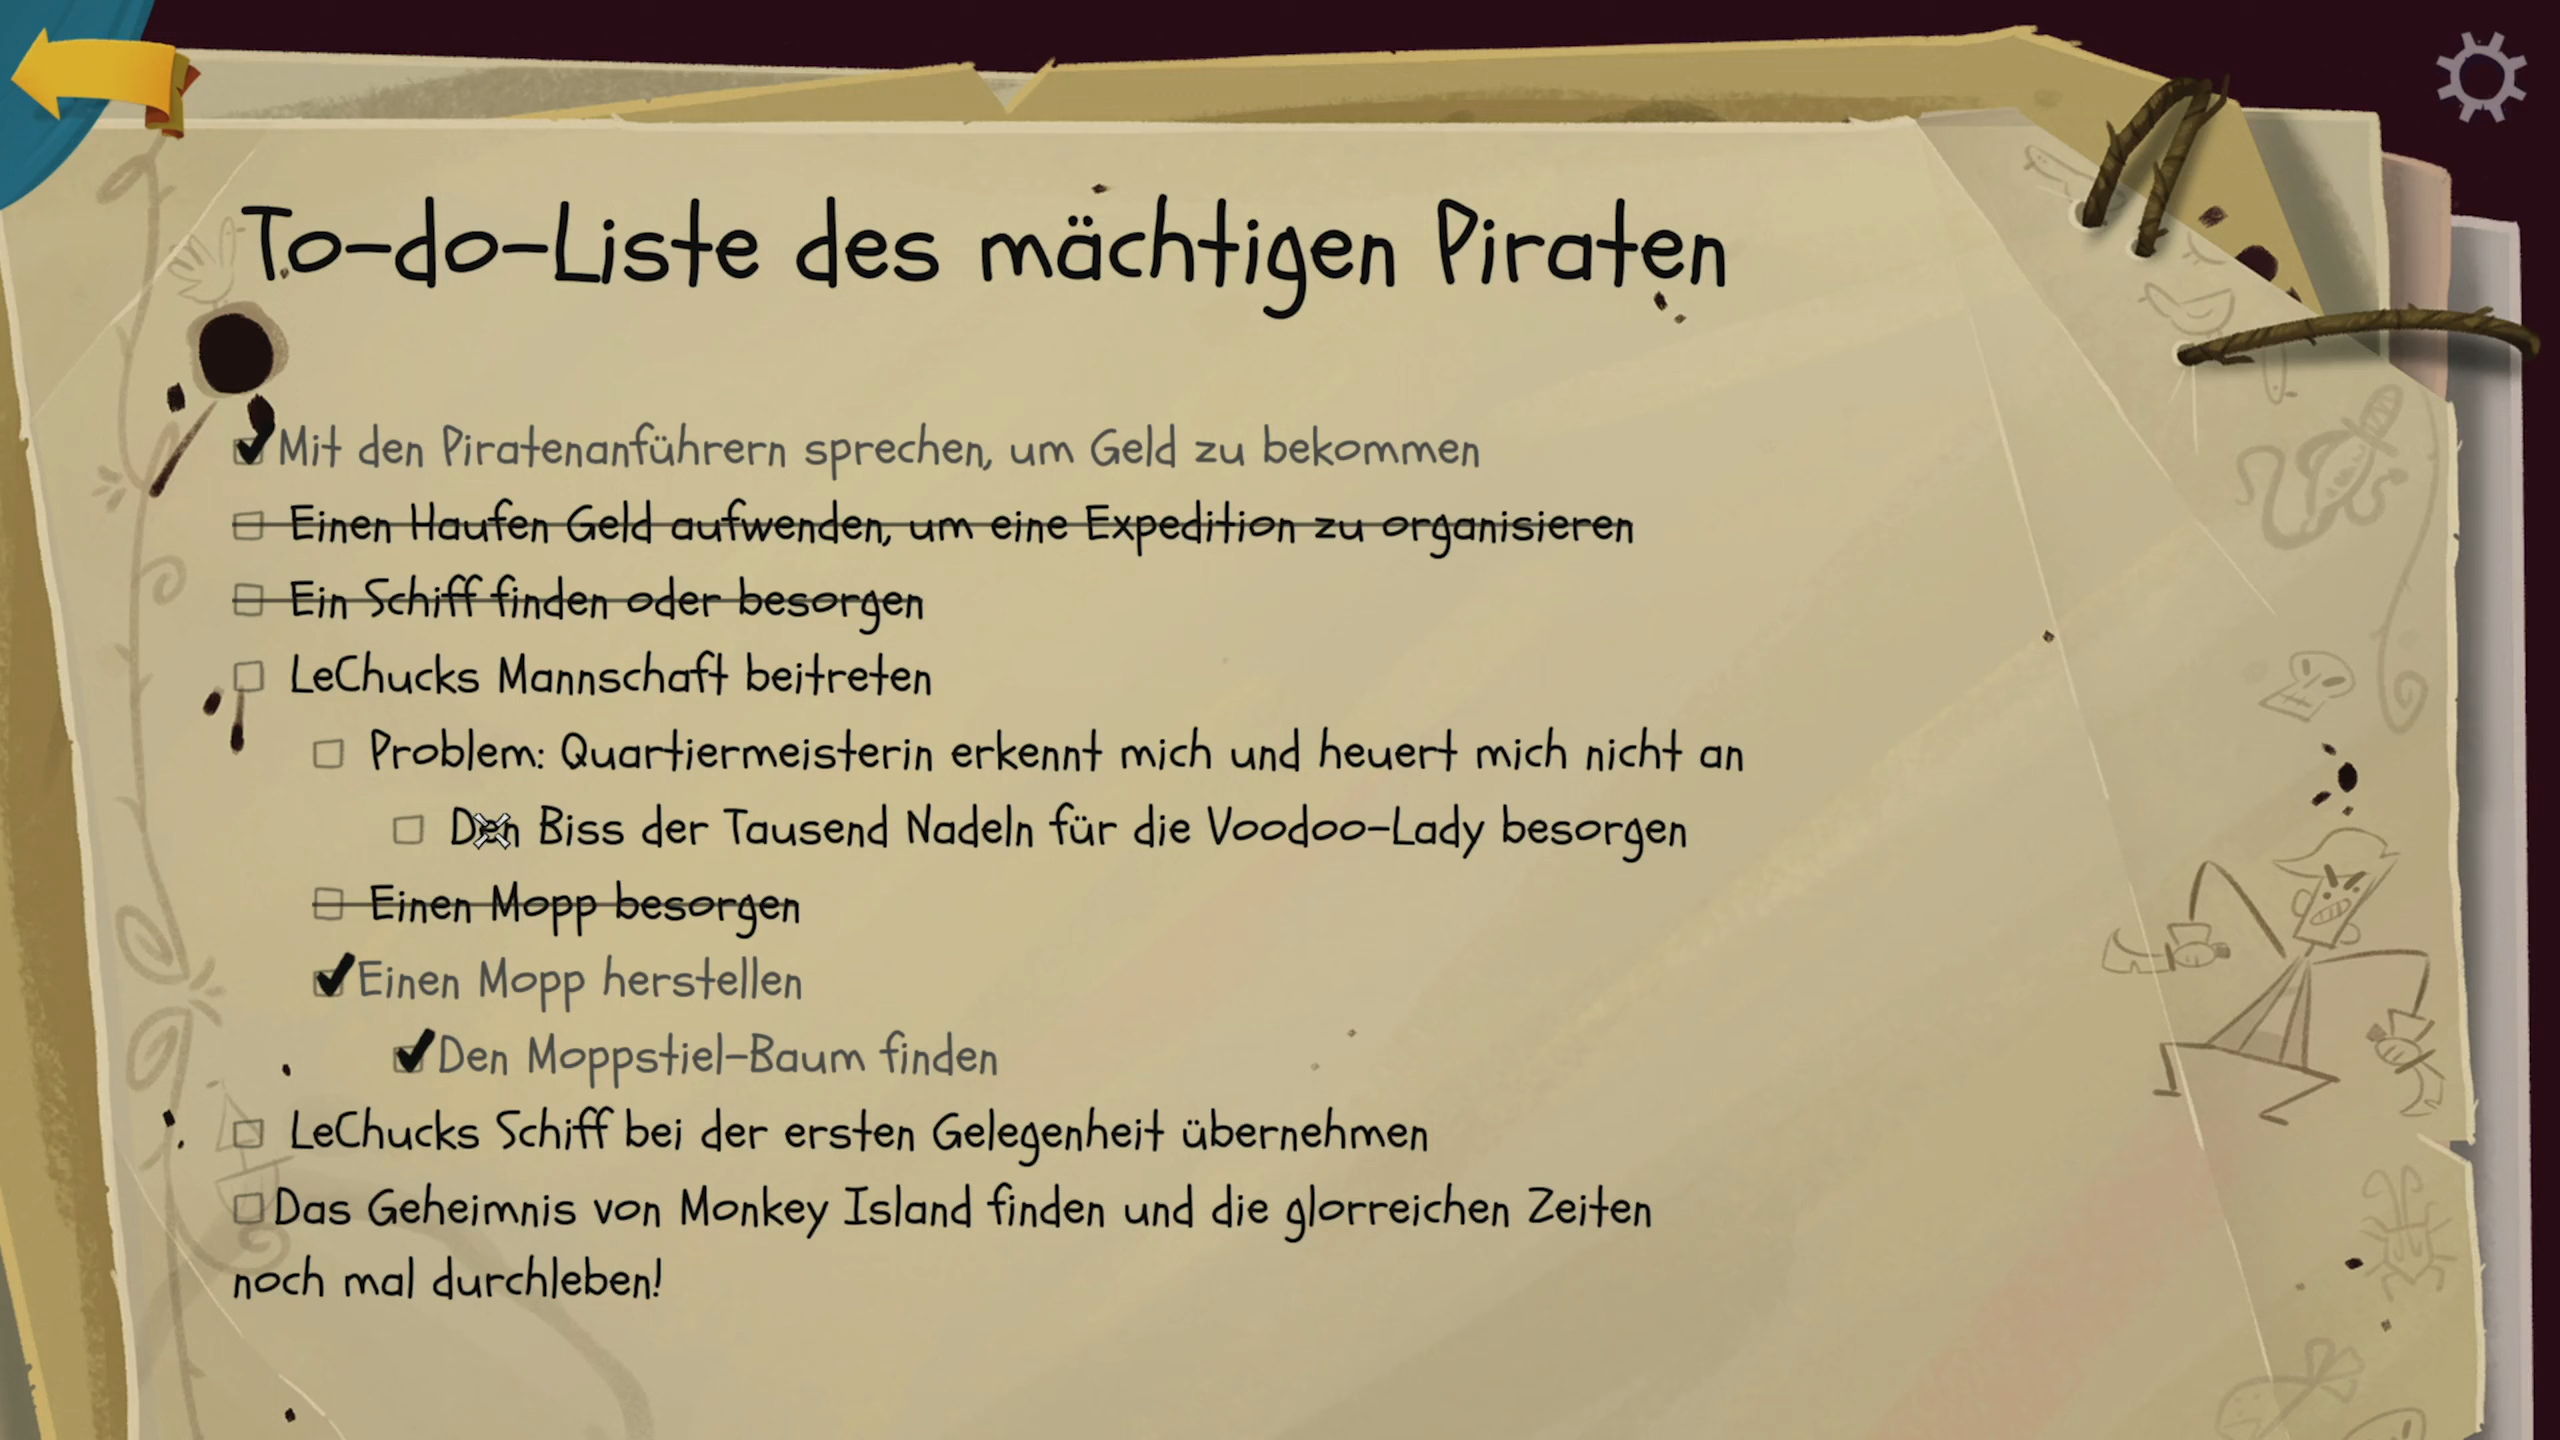 To-do-Liste des mächtigen Piraten
Mit den Piratenanführern sprechen, um Geld zu bekommen
Einen Haufen Geld aufwenden, um eine Expedition zu organisieren
Ein Schiff finden oder besorgen
LeChucks Mannschaft beitreten
Problem: Quartiermeisterin erkennt mich und heuert mich nicht an
Den Biss der Tausend Nadeln für die Voodoo-Lady besorgen
Einen Mopp besorgen
Einen Mopp herstellen
Den Moppstiel-Baum finden
LeChucks Schiff bei der ersten Gelegenheit übernehmen
Das Geheimnis von Monkey Island finden und die glorreichen Zeiten
noch mal durchleben!